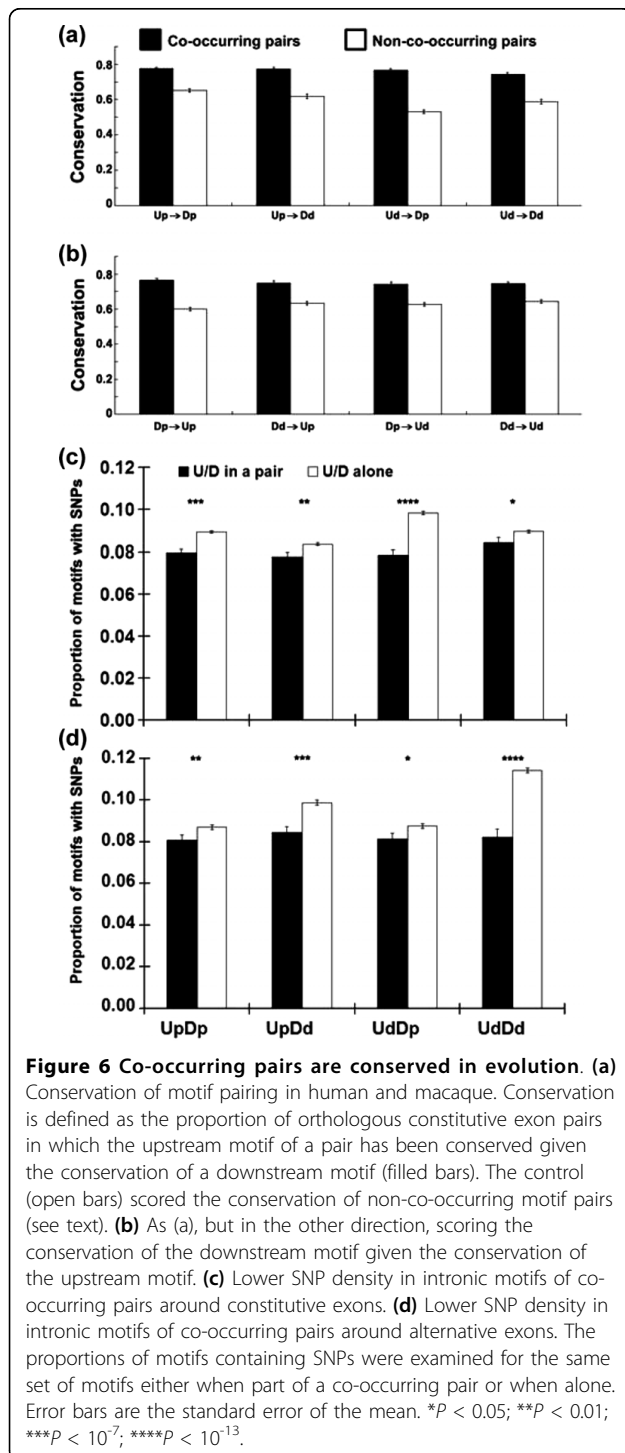 (a)
Co-occurring pairs Non-co-occurring pairs
Conservation
0.8
0.6
0.4
0.2
0
Up→Dp Up→Dd Ud→Dp Ud→Dd
(b)
Conservation
0.8
0.6
0.4
0.2
0
Dp→Up Dd→Up Dp→Ud Dd→Ud
(c)
U/D in a pair U/D alone
Proportion of motifs with SNPs
0.12
0.10
0.08
0.06
0.04
0.02
0.00
*** ** **** *
(d)
Proportion of motifs with SNPs
0.12
0.10
0.08
0.06
0.04
0.02
0.00
** *** * ****
UpDp UpDd UdDp UdDd
Figure 6 Co-occurring pairs are conserved in evolution. (a)
Conservation of motif pairing in human and macaque. Conservation
is defined as the proportion of orthologous constitutive exon pairs
in which the upstream motif of a pair has been conserved given
the conservation of a downstream motif (filled bars). The control
(open bars) scored the conservation of non-co-occurring motif pairs
(see text). (b) As (a), but in the other direction, scoring the
conservation of the downstream motif given the conservation of
the upstream motif. (c) Lower SNP density in intronic motifs of co-
occurring pairs around constitutive exons. (d) Lower SNP density in
intronic motifs of co-occurring pairs around alternative exons. The
proportions of motifs containing SNPs were examined for the same
set of motifs either when part of a co-occurring pair or when alone.
Error bars are the standard error of the mean. *P < 0.05; **P < 0.01;
***P < 10⁻⁷; ****P < 10⁻¹³.